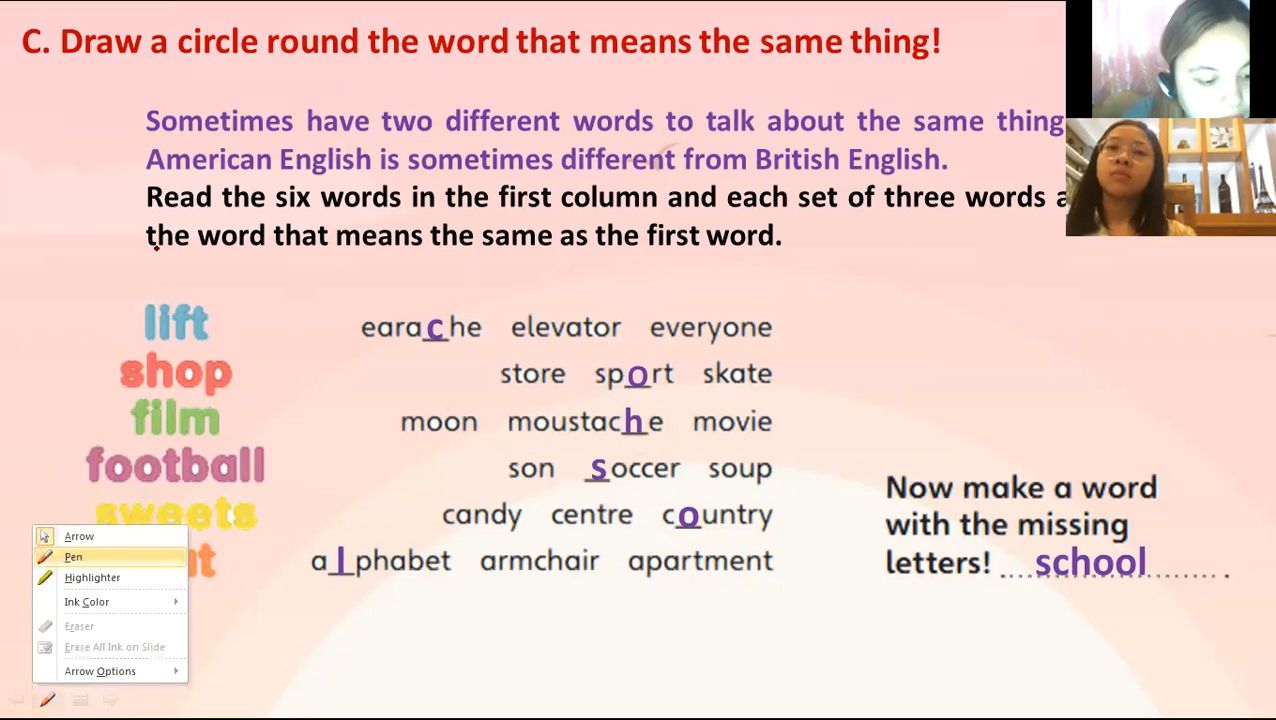 C. Draw a circle round the word that means the same thing!
Sometimes have two different words to talk about the same thing
American English is sometimes different from British English.
Read the six words in the first column and each set of three words
the word that means the same as the first word.
lift earache elevator everyone
shop store sport skate
film moon moustache movie
football son soccer soup
sweets candy centre country
alphabet armchair apartment
Now make a word
with the missing
letters! school.
Arrow
Pen
Highlighter
Ink Color
Eraser
Erase All Ink on Slide
Arrow Options